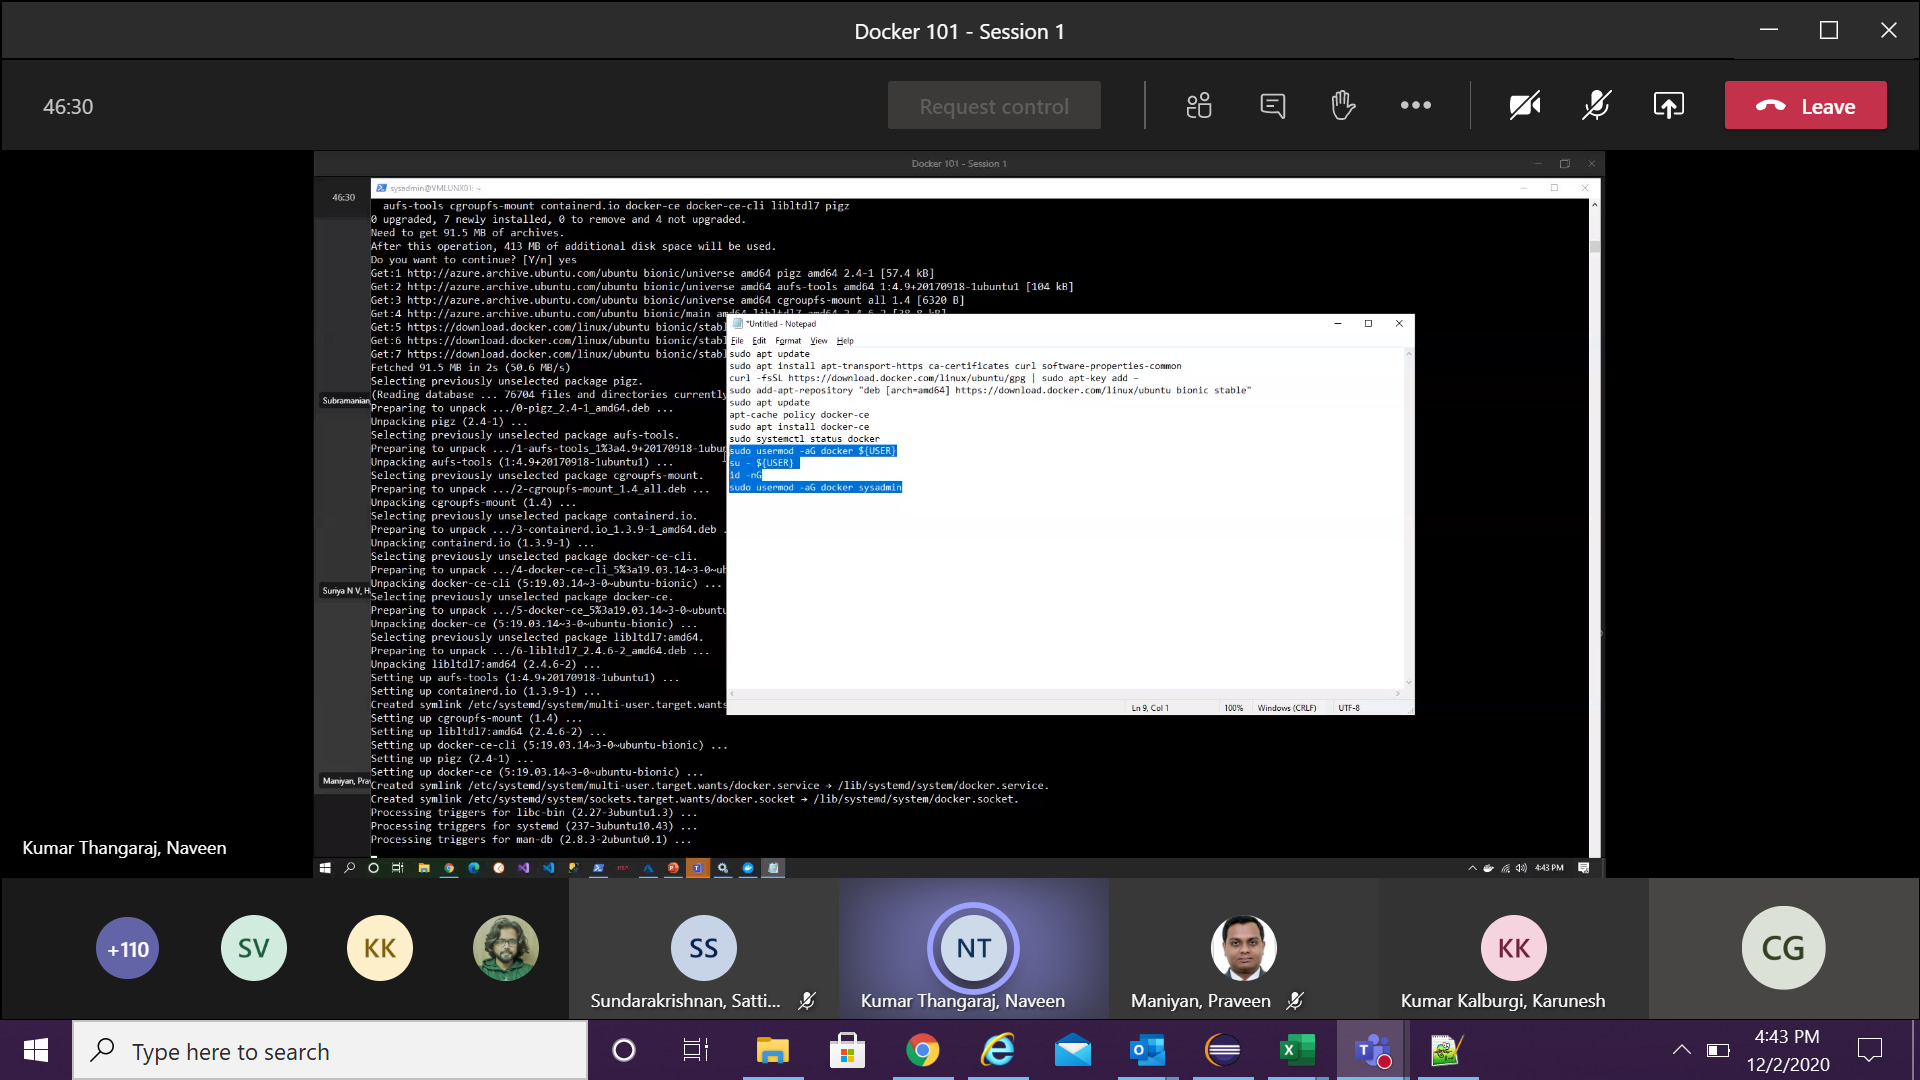 Docker 101 - Session 1
46:30
Request control
Leave
Docker 101 - Session 1
46:30
sysadmin@VMLUNX01: ~
aufs-tools cgroupfs-mount containerd.io docker-ce docker-ce-cli libltdl7 pigz
0 upgraded, 7 newly installed, 0 to remove and 4 not upgraded.
Need to get 91.5 MB of archives.
After this operation, 413 MB of additional disk space will be used.
Do you want to continue? [Y/n] yes
Get:1 http://azure.archive.ubuntu.com/ubuntu bionic/universe amd64 pigz amd64 2.4-1 [57.4 kB]
Get:2 http://azure.archive.ubuntu.com/ubuntu bionic/universe amd64 aufs-tools amd64 1:4.9+20170918-1ubuntu1 [104 kB]
Get:3 http://azure.archive.ubuntu.com/ubuntu bionic/universe amd64 cgroupfs-mount all 1.4 [6320 B]
Get:4 http://azure.archive.ubuntu.com/ubuntu bionic/main amd64 libltdl7 amd64 2.4.6-2 [38.8 kB]
Get:5 https://download.docker.com/linux/ubuntu bionic/stabl
Get:6 https://download.docker.com/linux/ubuntu bionic/stabl
Get:7 https://download.docker.com/linux/ubuntu bionic/stabl
Fetched 91.5 MB in 2s (50.6 MB/s)
Selecting previously unselected package pigz.
(Reading database ... 76704 files and directories currently
Preparing to unpack .../0-pigz_2.4-1_amd64.deb ...
Unpacking pigz (2.4-1) ...
Selecting previously unselected package aufs-tools.
Preparing to unpack .../1-aufs-tools_1%3a4.9+20170918-1ubun
Unpacking aufs-tools (1:4.9+20170918-1ubuntu1) ...
Selecting previously unselected package cgroupfs-mount.
Preparing to unpack .../2-cgroupfs-mount_1.4_all.deb ...
Unpacking cgroupfs-mount (1.4) ...
Selecting previously unselected package containerd.io.
Preparing to unpack .../3-containerd.io_1.3.9-1_amd64.deb .
Unpacking containerd.io (1.3.9-1) ...
Selecting previously unselected package docker-ce-cli.
Preparing to unpack .../4-docker-ce-cli_5%3a19.03.14~3-0~ub
Unpacking docker-ce-cli (5:19.03.14~3-0~ubuntu-bionic) ...
Selecting previously unselected package docker-ce.
Preparing to unpack .../5-docker-ce_5%3a19.03.14~3-0~ubuntu
Unpacking docker-ce (5:19.03.14~3-0~ubuntu-bionic) ...
Selecting previously unselected package libltdl7:amd64.
Preparing to unpack .../6-libltdl7_2.4.6-2_amd64.deb ...
Unpacking libltdl7:amd64 (2.4.6-2) ...
Setting up aufs-tools (1:4.9+20170918-1ubuntu1) ...
Setting up containerd.io (1.3.9-1) ...
Created symlink /etc/systemd/system/multi-user.target.wants
Setting up cgroupfs-mount (1.4) ...
Setting up libltdl7:amd64 (2.4.6-2) ...
Setting up docker-ce-cli (5:19.03.14~3-0~ubuntu-bionic) ...
Setting up pigz (2.4-1) ...
Setting up docker-ce (5:19.03.14~3-0~ubuntu-bionic) ...
Created symlink /etc/systemd/system/multi-user.target.wants/docker.service → /lib/systemd/system/docker.service.
Created symlink /etc/systemd/system/sockets.target.wants/docker.socket → /lib/systemd/system/docker.socket.
Processing triggers for libc-bin (2.27-3ubuntu1.3) ...
Processing triggers for systemd (237-3ubuntu10.43) ...
Processing triggers for man-db (2.8.3-2ubuntu0.1) ...
*Untitled - Notepad
File Edit Format View Help
sudo apt update
sudo apt install apt-transport-https ca-certificates curl software-properties-common
curl -fsSL https://download.docker.com/linux/ubuntu/gpg | sudo apt-key add -
sudo add-apt-repository "deb [arch=amd64] https://download.docker.com/linux/ubuntu bionic stable"
sudo apt update
apt-cache policy docker-ce
sudo apt install docker-ce
sudo systemctl status docker
sudo usermod -aG docker ${USER}
su - ${USER}
id -nG
sudo usermod -aG docker sysadmin
Ln 9, Col 1 100% Windows (CRLF) UTF-8
Subramanian,
Suriya N V, H
Maniyan, Pra
4:43 PM
Kumar Thangaraj, Naveen
+110
SV
KK
SS
Sundarakrishnan, Satti...
NT
Kumar Thangaraj, Naveen
Maniyan, Praveen
KK
Kumar Kalburgi, Karunesh
CG
Type here to search
4:43 PM
12/2/2020